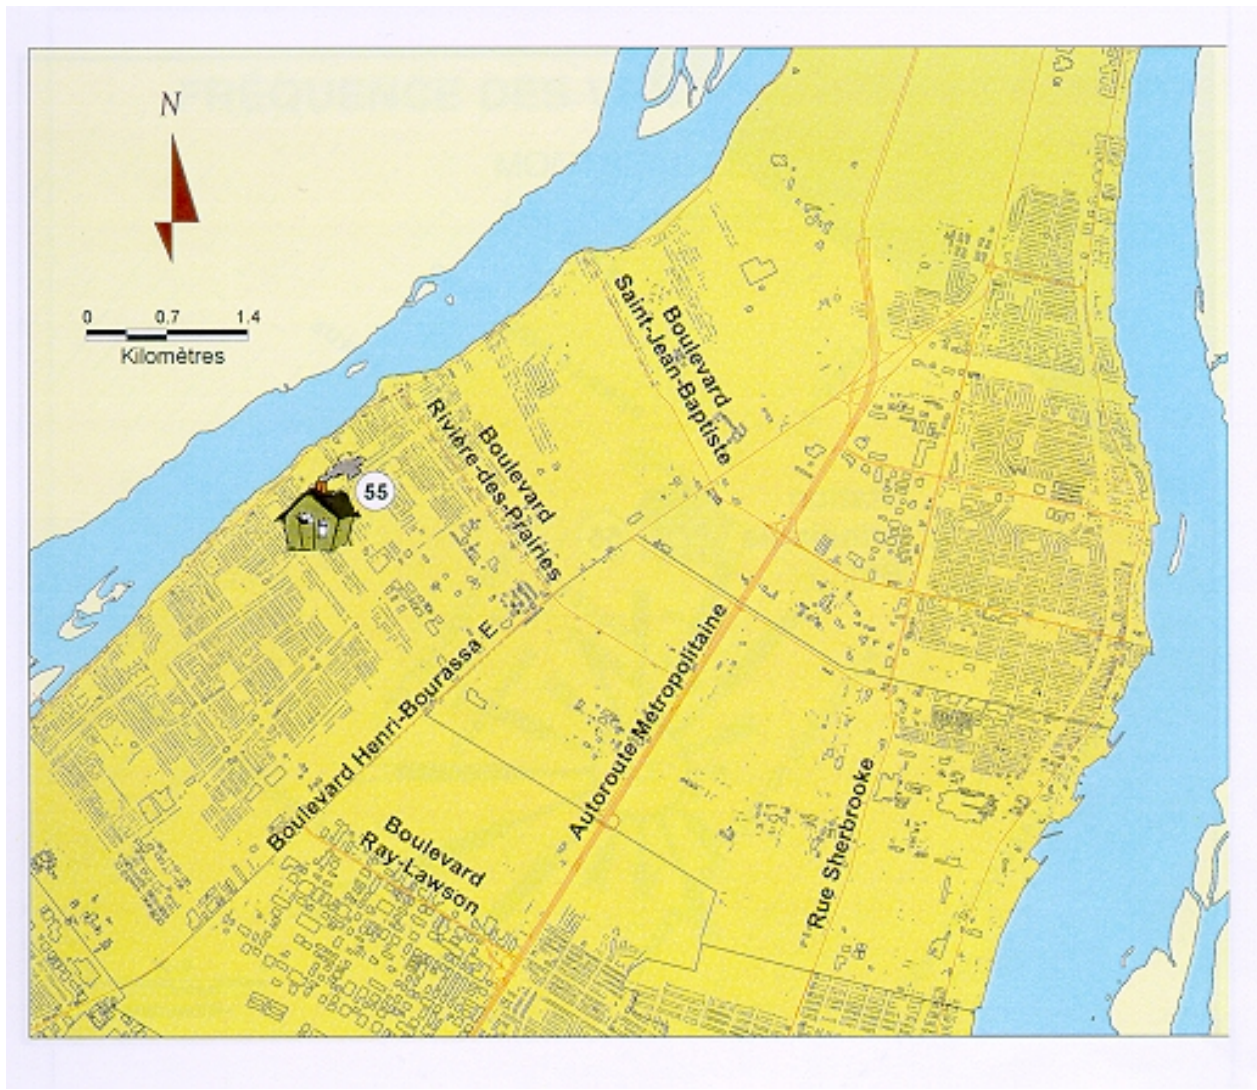 N
0 0.7 1.4
Kilomètres
Boulevard
Saint-Jean-Baptiste
Boulevard
Rivière-des-Prairies
55
Boulevard Henri-Bourassa E
Autoroute Métropolitaine
Boulevard
Ray-Lawson
Rue Sherbrooke